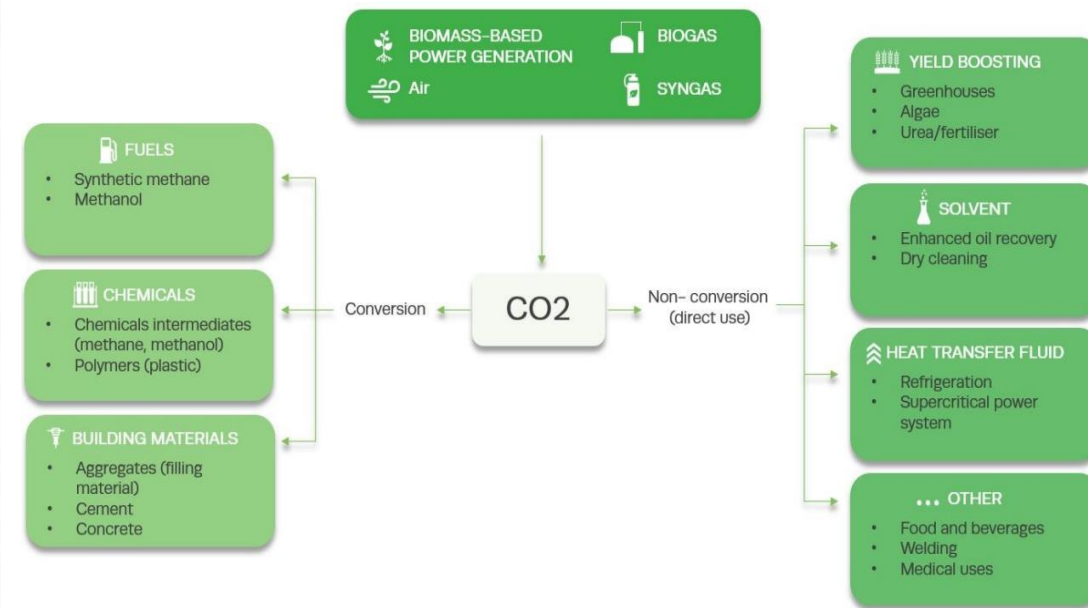 BIOMASS-BASED
POWER GENERATION
BIOGAS
Air
SYNGAS
FUELS
• Synthetic methane
• Methanol
CHEMICALS
• Chemicals intermediates
(methane, methanol)
• Polymers (plastic)
BUILDING MATERIALS
• Aggregates (filling
material)
• Cement
• Concrete
Conversion
CO2
Non- conversion
(direct use)
YIELD BOOSTING
• Greenhouses
• Algae
• Urea/fertiliser
SOLVENT
• Enhanced oil recovery
• Dry cleaning
HEAT TRANSFER FLUID
• Refrigeration
• Supercritical power
system
... OTHER
• Food and beverages
• Welding
• Medical uses